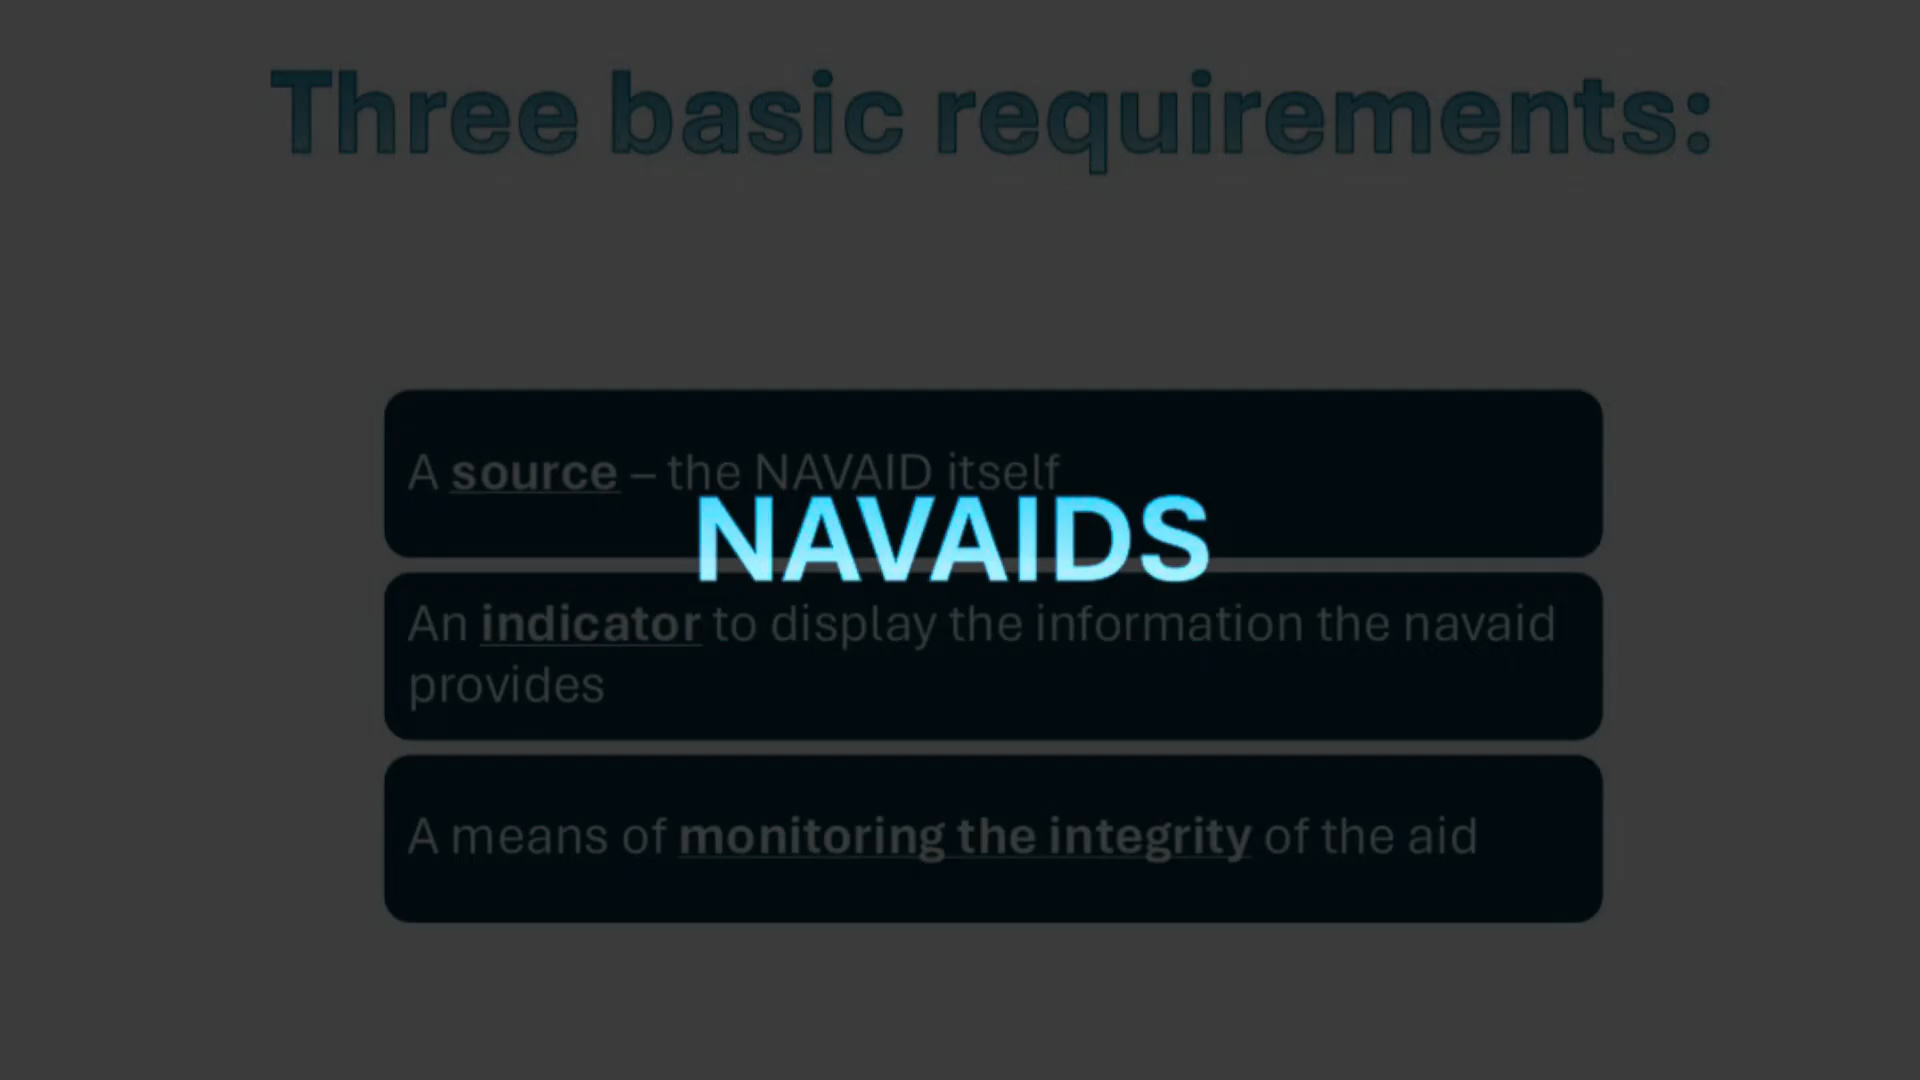 Three basic requirements:
A source – the NAVAID itself
NAVAIDS
An indicator to display the information the navaid
provides
A means of monitoring the integrity of the aid